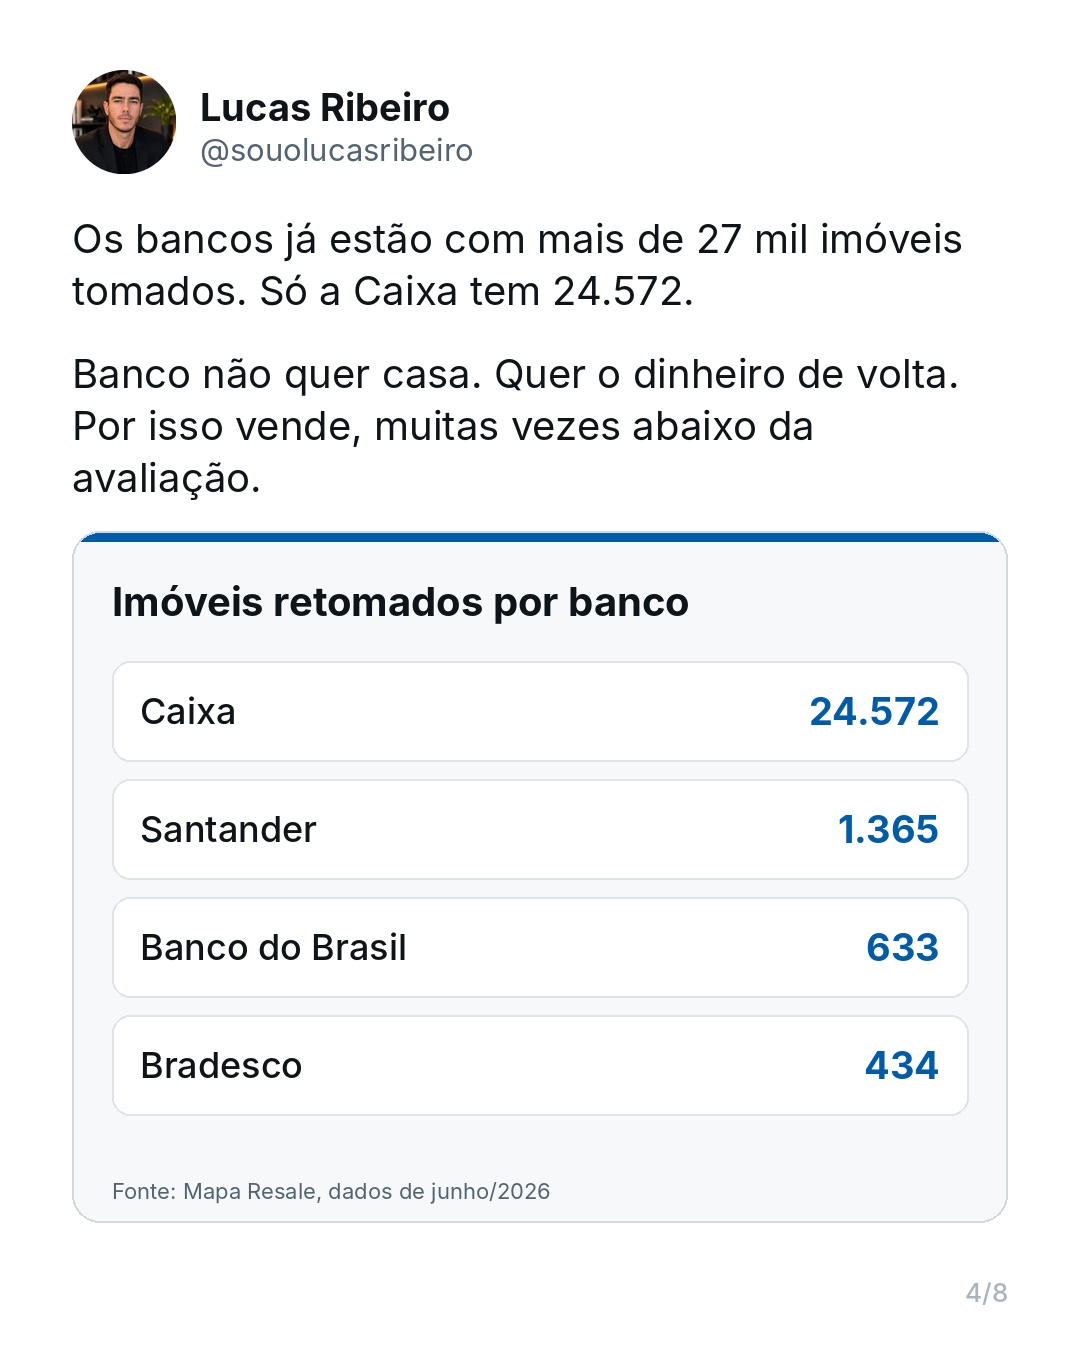 Lucas Ribeiro
@souolucasribeiro
Os bancos já estão com mais de 27 mil imóveis
tomados. Só a Caixa tem 24.572.
Banco não quer casa. Quer o dinheiro de volta.
Por isso vende, muitas vezes abaixo da
avaliação.
Imóveis retomados por banco
Caixa 24.572
Santander 1.365
Banco do Brasil 633
Bradesco 434
Fonte: Mapa Resale, dados de junho/2026
4/8